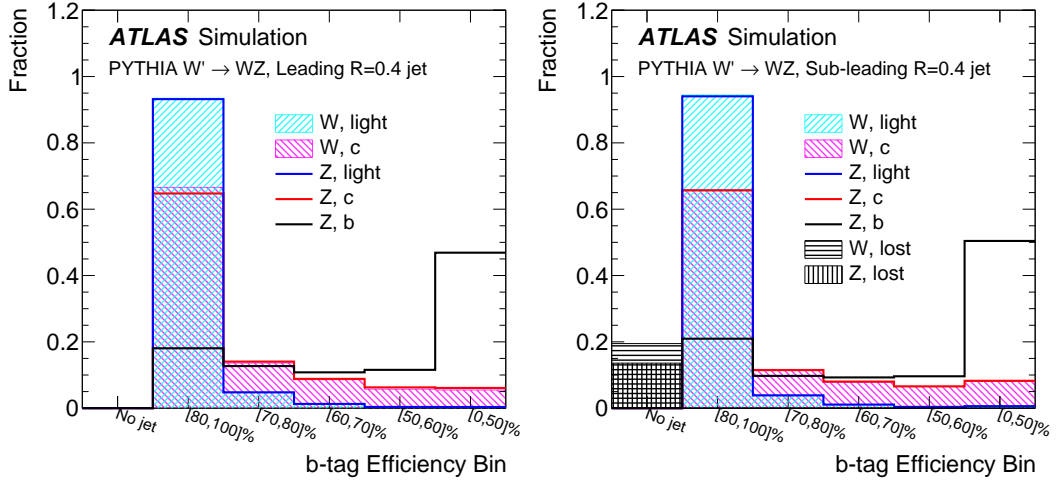 Fraction
1.2
1
0.8
0.6
0.4
0.2
0
ATLAS Simulation
PYTHIA W' → WZ, Leading R=0.4 jet
W, light
W, c
Z, light
Z, c
Z, b
No jet
[80,100]%
[70,80]%
[60,70]%
[50,60]%
[0,50]%
b-tag Efficiency Bin
Fraction
1.2
1
0.8
0.6
0.4
0.2
0
ATLAS Simulation
PYTHIA W' → WZ, Sub-leading R=0.4 jet
W, light
W, c
Z, light
Z, c
Z, b
W, lost
Z, lost
No jet
[80,100]%
[70,80]%
[60,70]%
[50,60]%
[0,50]%
b-tag Efficiency Bin